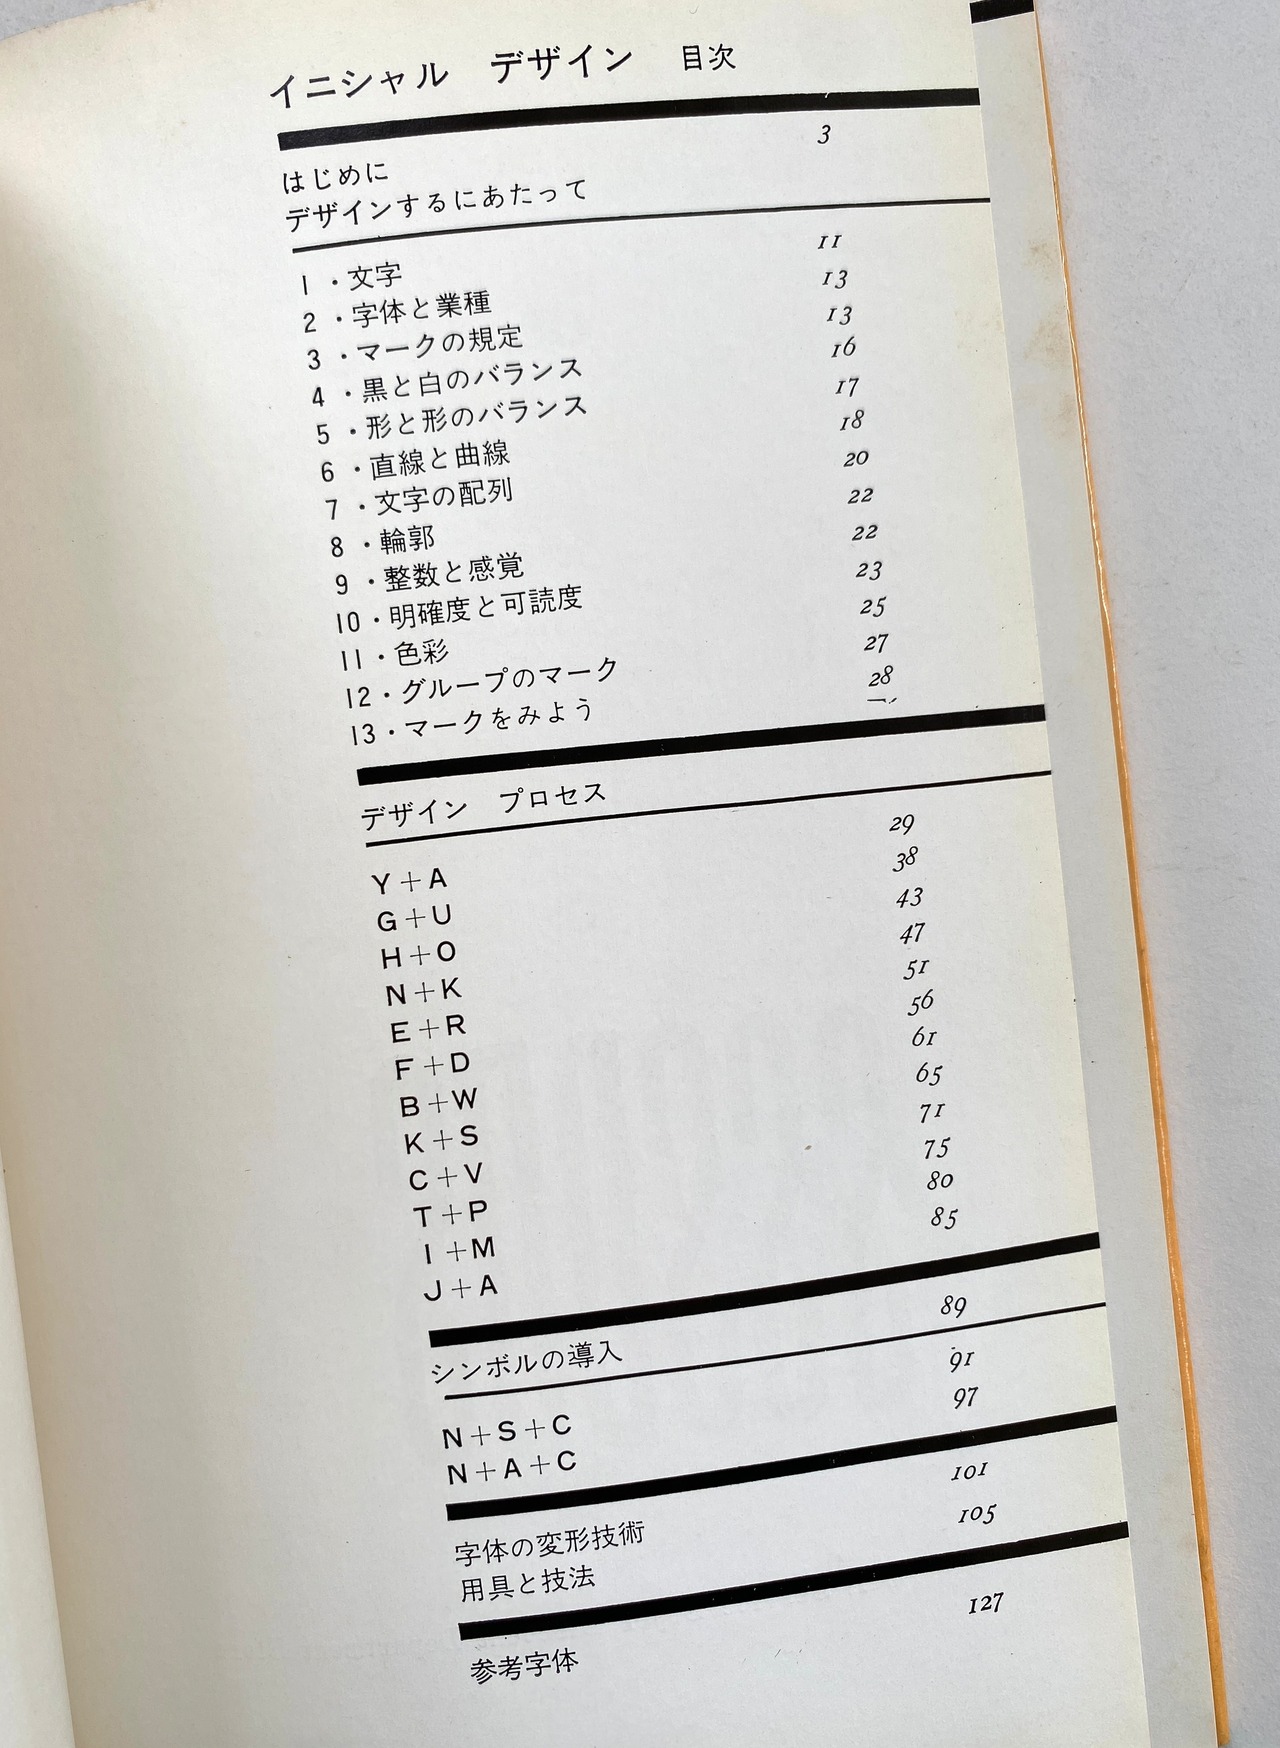 イニシャル　デザイン　目次
はじめに 3
デザインするにあたって
1・文字 11
2・字体と業種 13
3・マークの規定 13
4・黒と白のバランス 16
5・形と形のバランス 17
6・直線と曲線 18
7・文字の配列 20
8・輪郭 22
9・整数と感覚 22
10・明確度と可読度 23
11・色彩 25
12・グループのマーク 27
13・マークをみよう 28
デザイン　プロセス
Y+A 29
G+U 38
H+O 43
N+K 47
E+R 51
F+D 56
B+W 61
K+S 65
C+V 71
T+P 75
I+M 80
J+A 85
シンボルの導入 89
N+S+C 91
N+A+C 97
字体の変形技術 101
用具と技法 105
参考字体 127